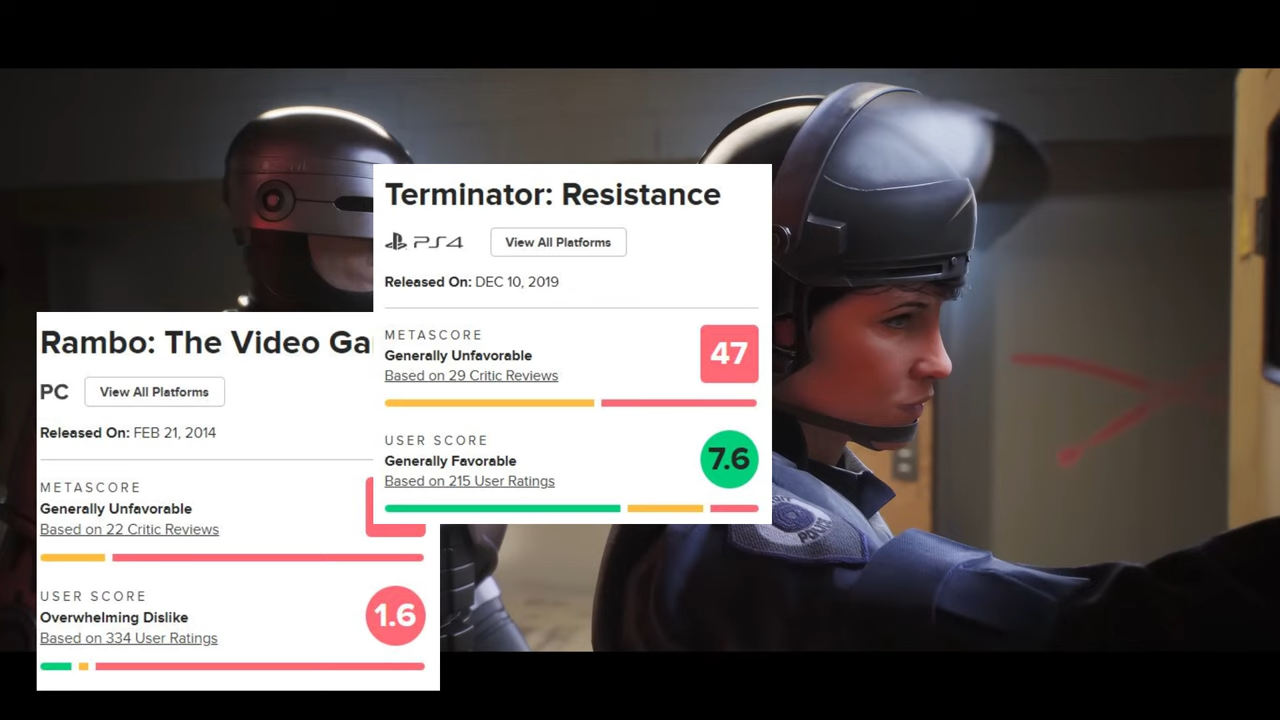 Terminator: Resistance
PS4
View All Platforms
Released On: DEC 10, 2019
METASCORE
Generally Unfavorable
47
Based on 29 Critic Reviews
USER SCORE
Generally Favorable
7.6
Based on 215 User Ratings
Rambo: The Video Ga
PC
View All Platforms
Released On: FEB 21, 2014
METASCORE
Generally Unfavorable
Based on 22 Critic Reviews
USER SCORE
Overwhelming Dislike
1.6
Based on 334 User Ratings
POLICE